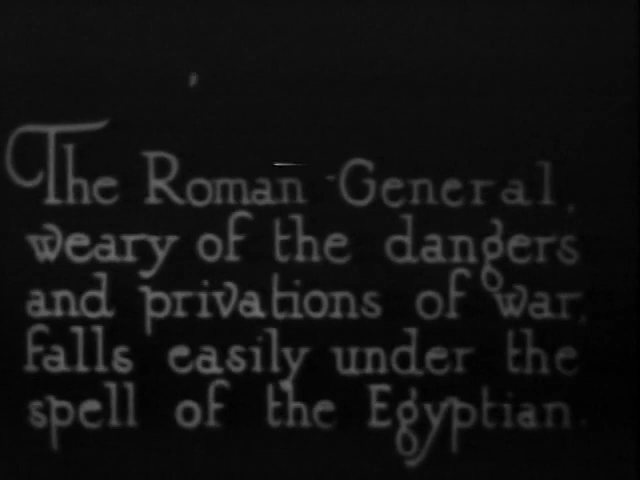 The Roman General,
weary of the dangers
and privations of war,
falls easily under the
spell of the Egyptian.